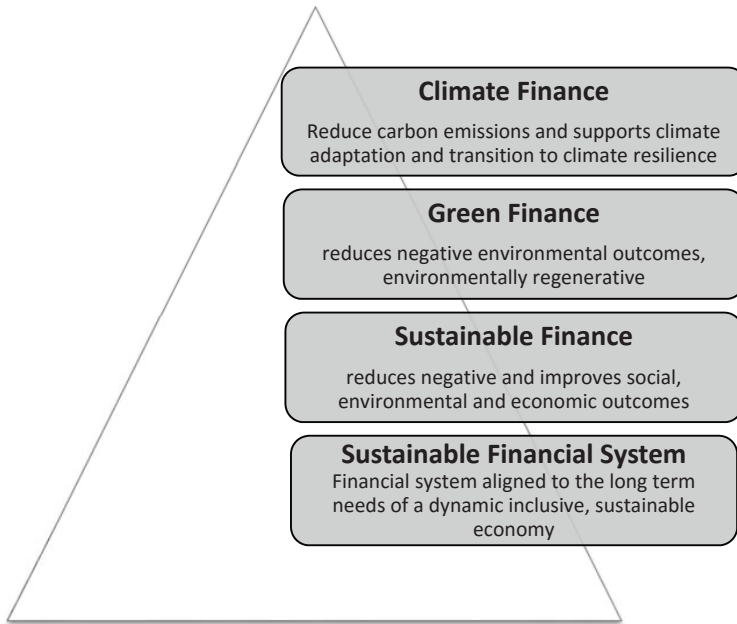 Climate Finance
Reduce carbon emissions and supports climate
adaptation and transition to climate resilience
Green Finance
reduces negative environmental outcomes,
environmentally regenerative
Sustainable Finance
reduces negative and improves social,
environmental and economic outcomes
Sustainable Financial System
Financial system aligned to the long term
needs of a dynamic inclusive, sustainable
economy